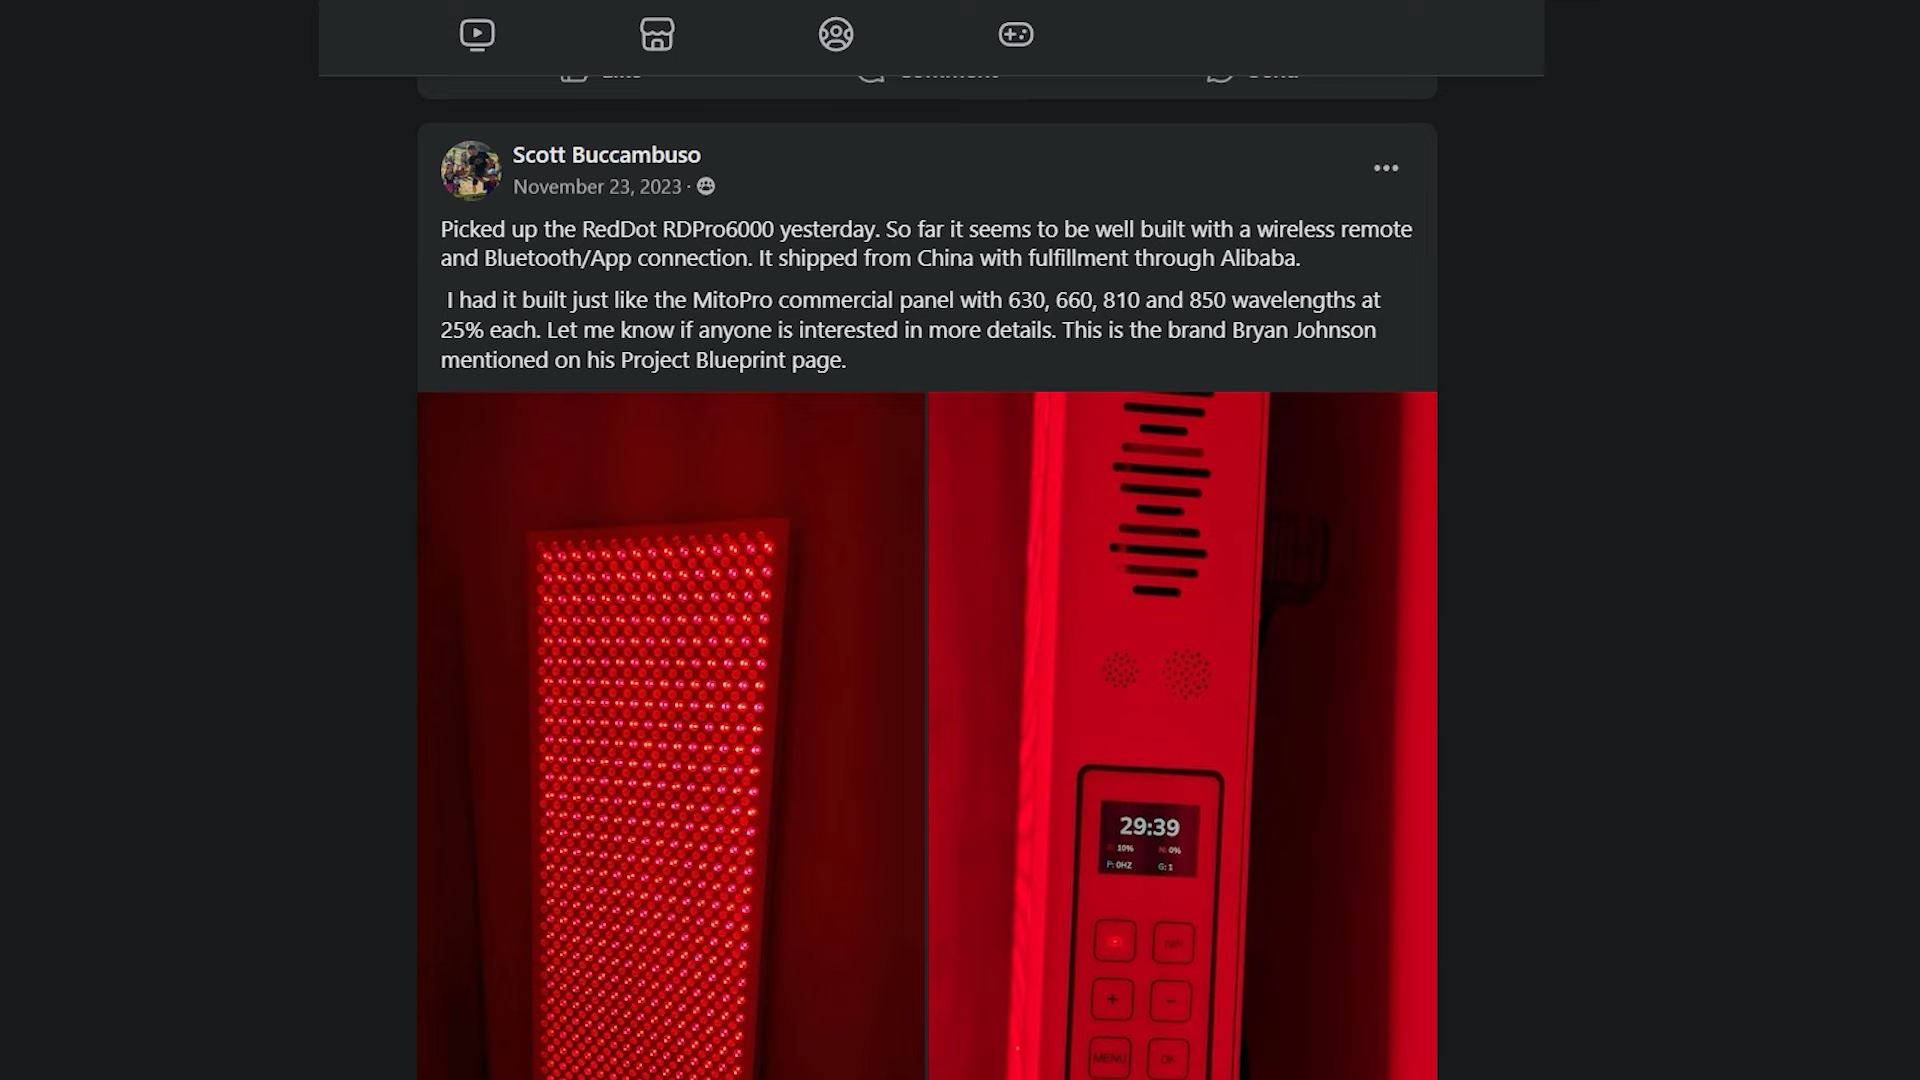 Scott Buccambuso
November 23, 2023 ·
Picked up the RedDot RDPro6000 yesterday. So far it seems to be well built with a wireless remote
and Bluetooth/App connection. It shipped from China with fulfillment through Alibaba.
I had it built just like the MitoPro commercial panel with 630, 660, 810 and 850 wavelengths at
25% each. Let me know if anyone is interested in more details. This is the brand Bryan Johnson
mentioned on his Project Blueprint page.
29:39
10% N: 0%
F: 0HZ G: 1
+ -
MENU OK